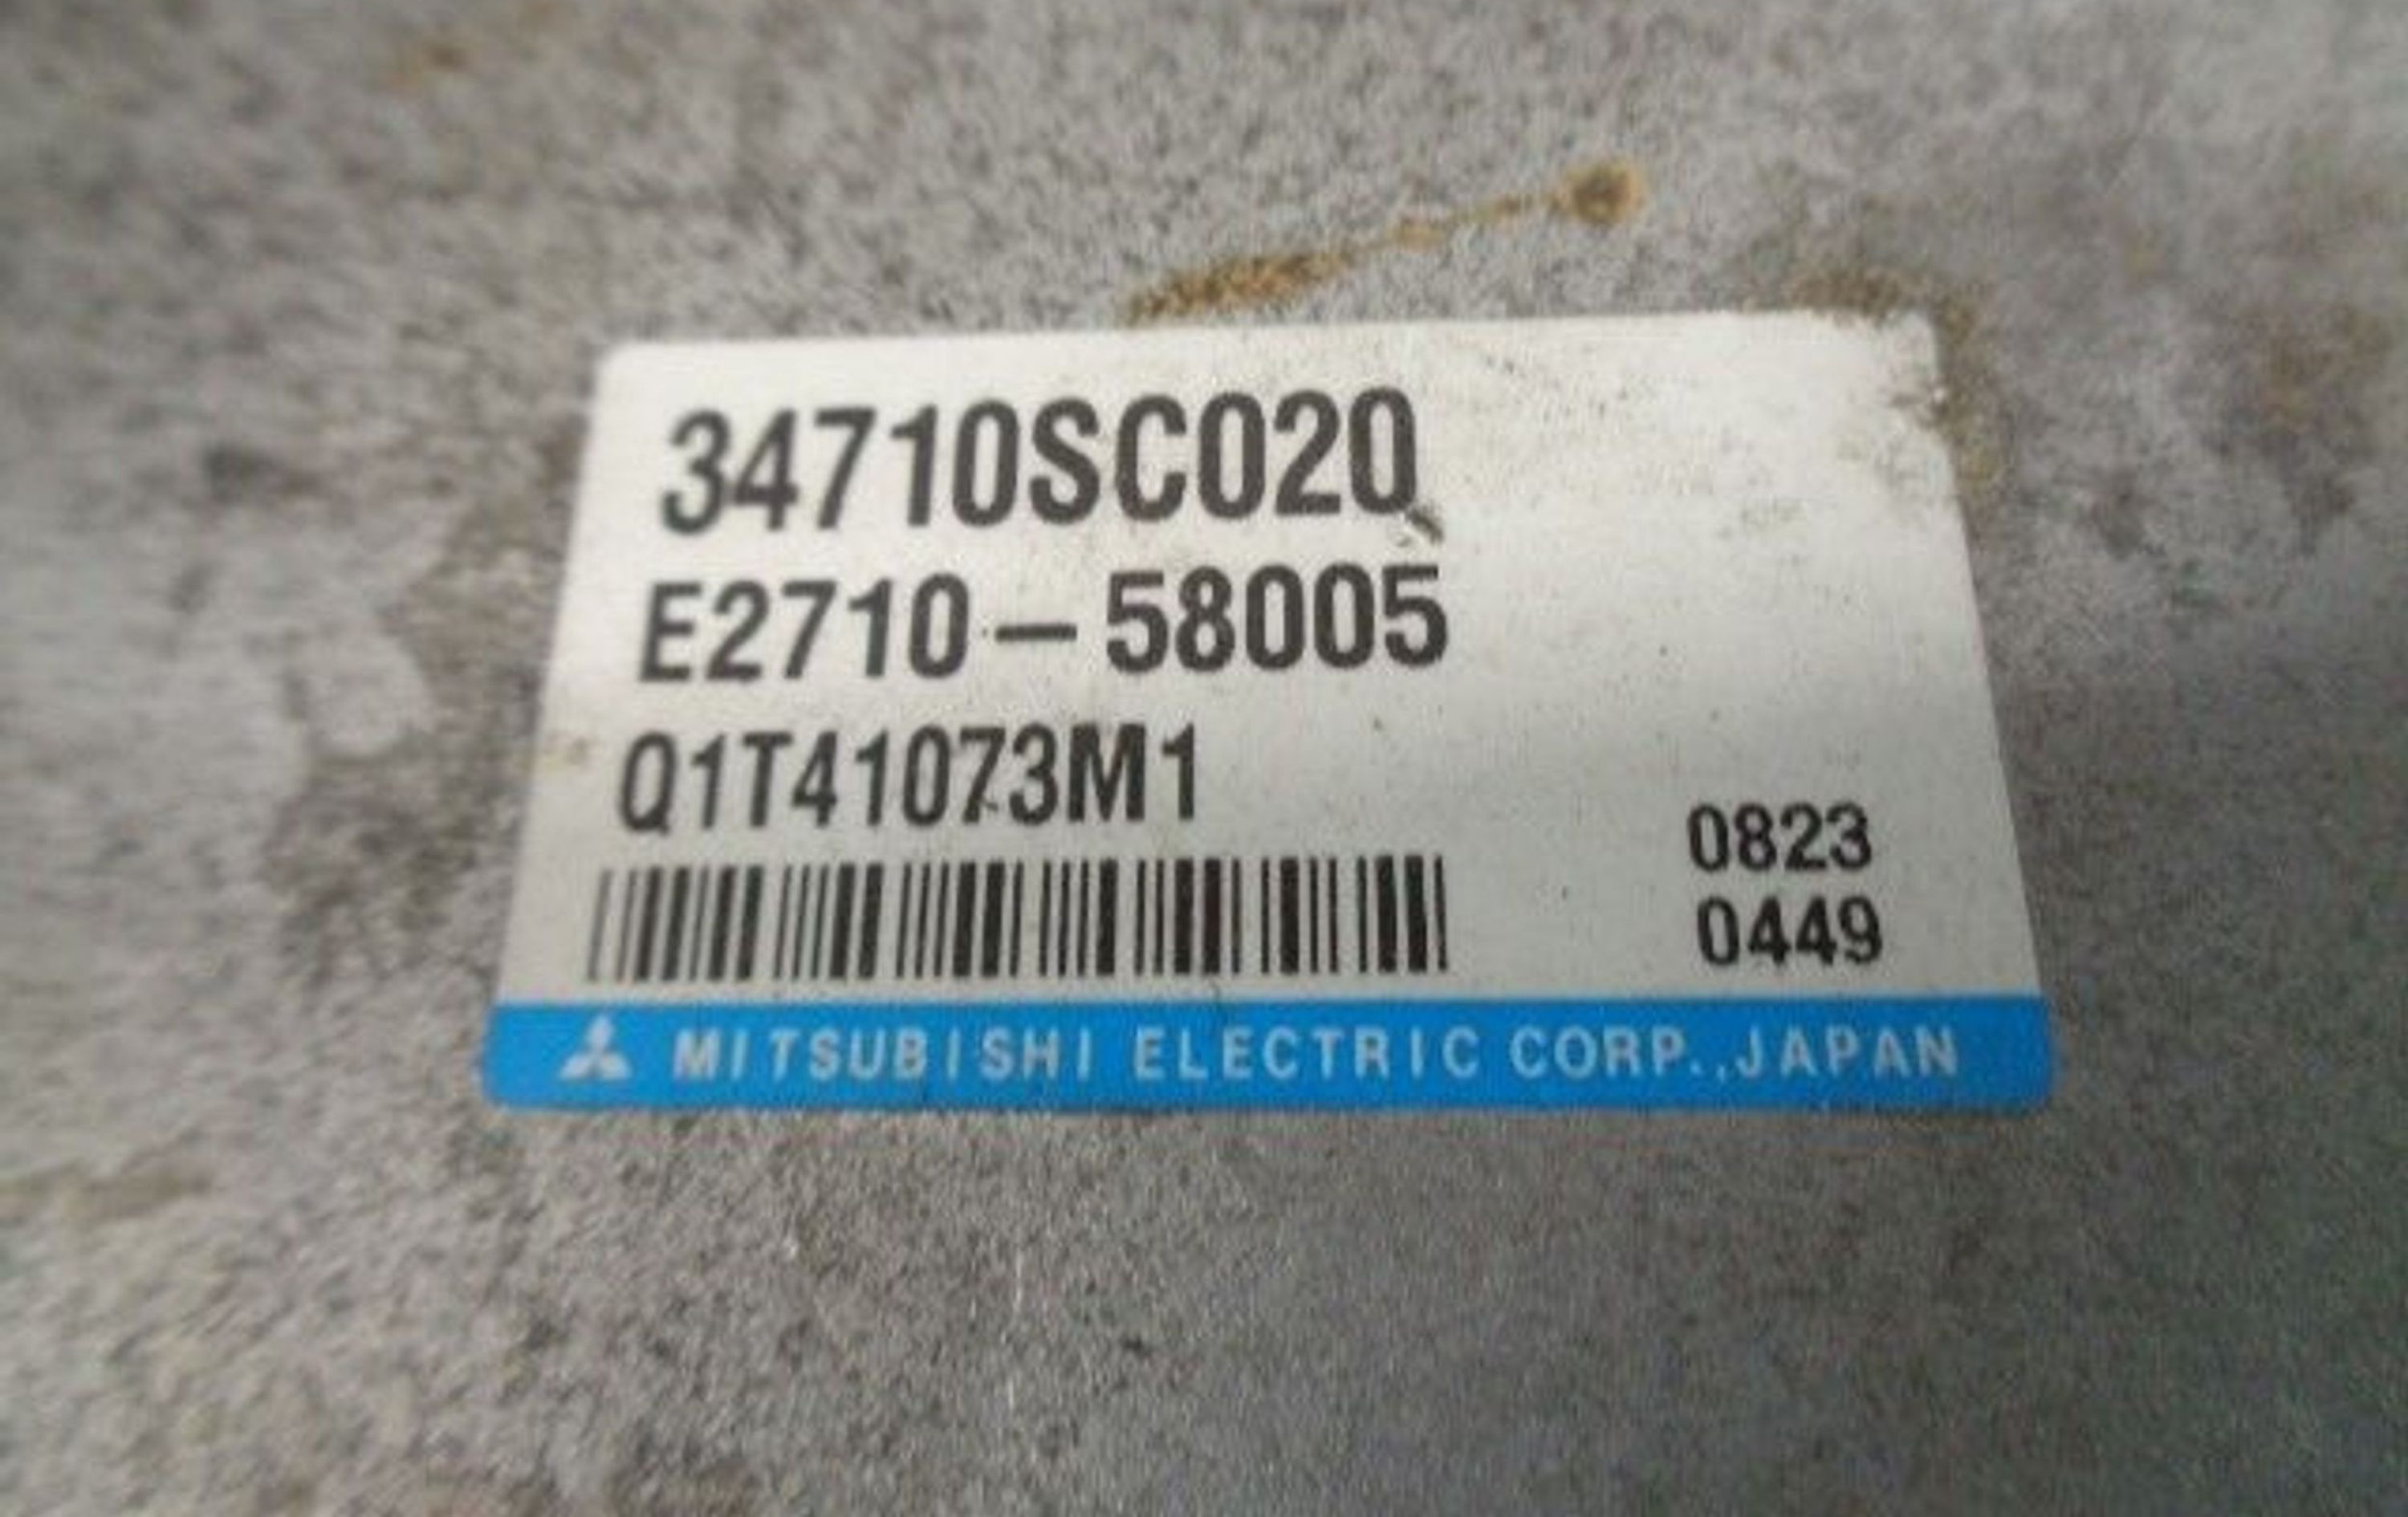 34710SC020
E2710-58005
Q1T41073M1
0823
0449
MITSUBISHI ELECTRIC CORP.,JAPAN